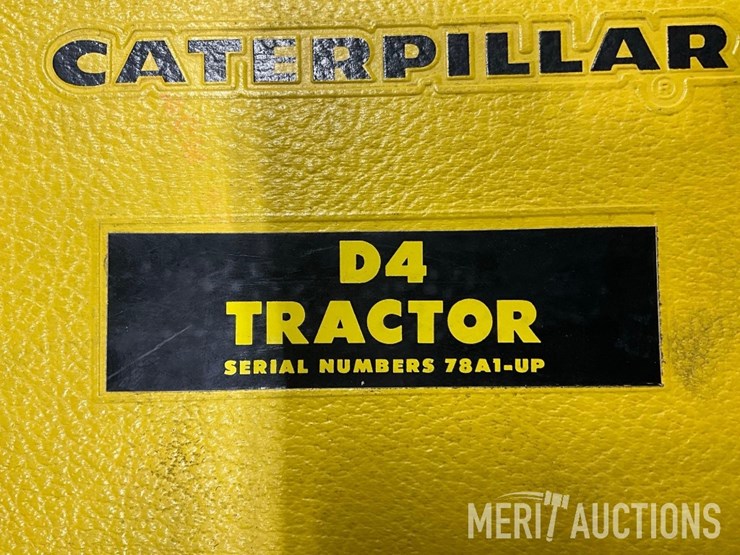 CATERPILLAR
®
D4
TRACTOR
SERIAL NUMBERS 78A1-UP
MERIT AUCTIONS